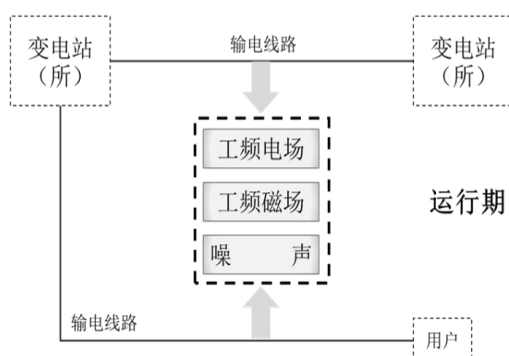 变电站
（所）
输电线路
变电站
（所）
工频电场
工频磁场
噪 声
运行期
输电线路
用户